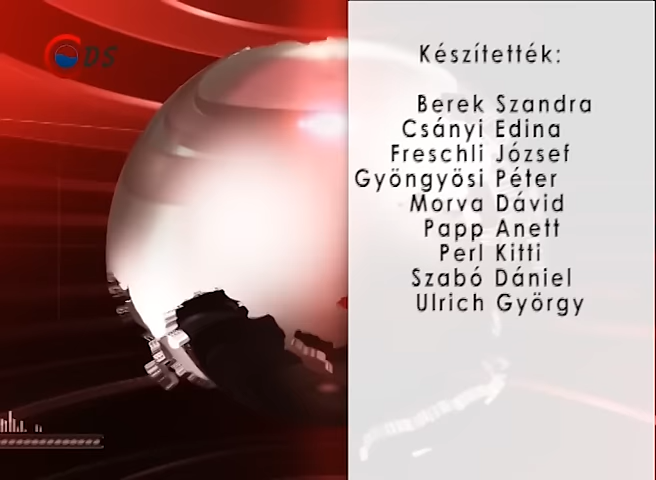 DS
Készítették:
Berek Szandra
Csányi Edina
Freschli József
Gyöngyösi Péter
Morva Dávid
Papp Anett
Perl Kitti
Szabó Dániel
Ulrich György